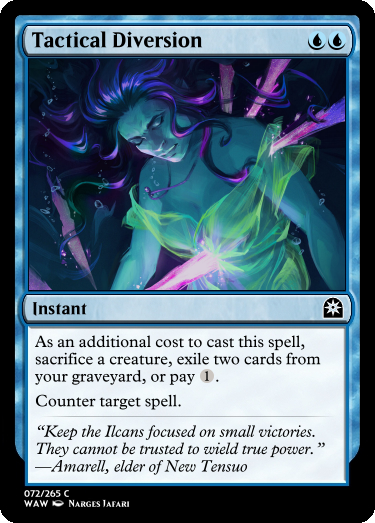 Tactical Diversion
Instant
As an additional cost to cast this spell,
sacrifice a creature, exile two cards from
your graveyard, or pay 1.
Counter target spell.
“Keep the Ilcans focused on small victories.
They cannot be trusted to wield true power.”
—Amarell, elder of New Tensuo
072/265 C
WAW Narges Jafari